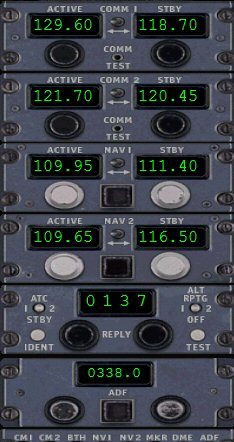 ACTIVE COMM 1 STBY
129.60 118.70
COMM
TEST
ACTIVE COMM 2 STBY
121.70 120.45
COMM
TEST
ACTIVE NAV 1 STBY
109.95 111.40
ACTIVE NAV 2 STBY
109.65 116.50
ATC
1 2
STBY
0137
ALT
RPTG
1 2
OFF
IDENT
REPLY
TEST
0338.0
ADF
CM1 CM2 BTH NV1 NV2 MKR DME ADF